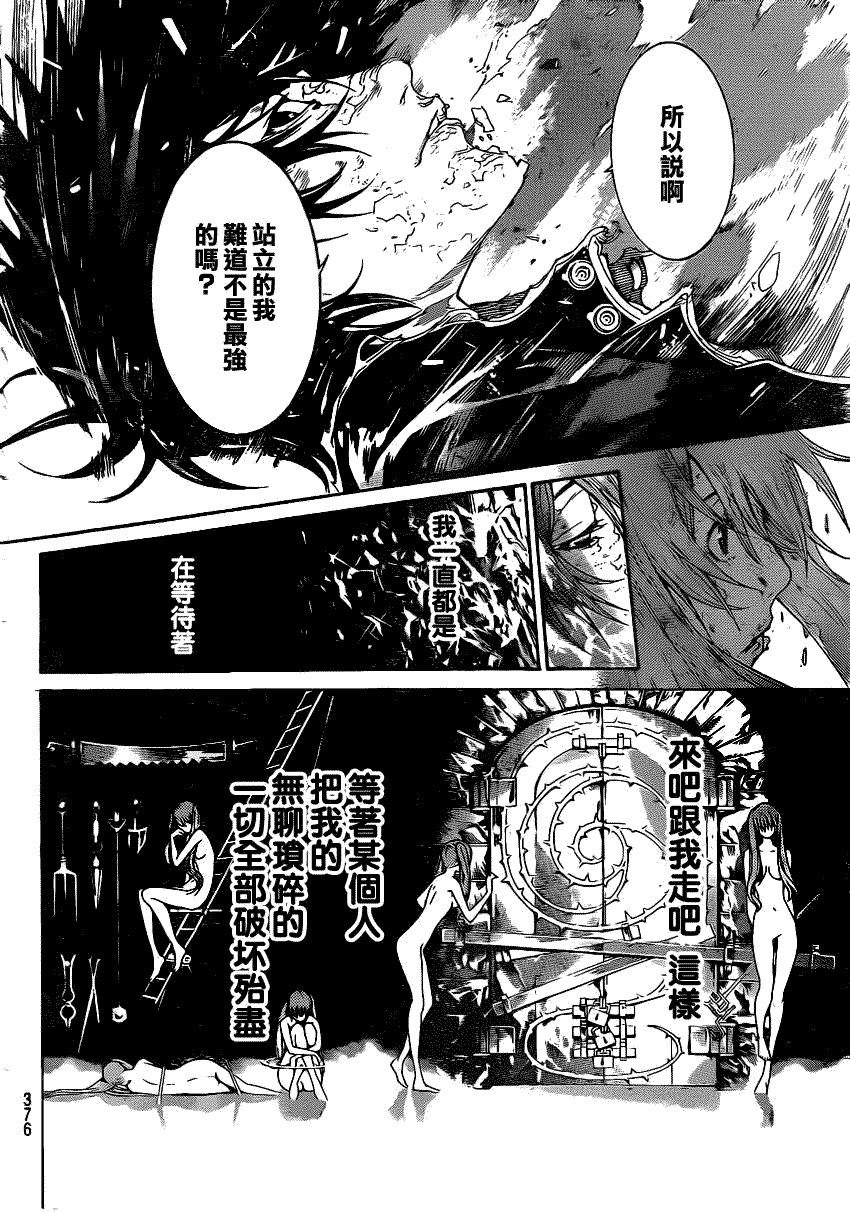 所以説啊
站立的我
難道不是最強
的嗎？
我一直都是
在等待著
來吧跟我走吧 這樣
等著某個人
把我的
無聊瑣碎的
一切全部破坏殆盡
376